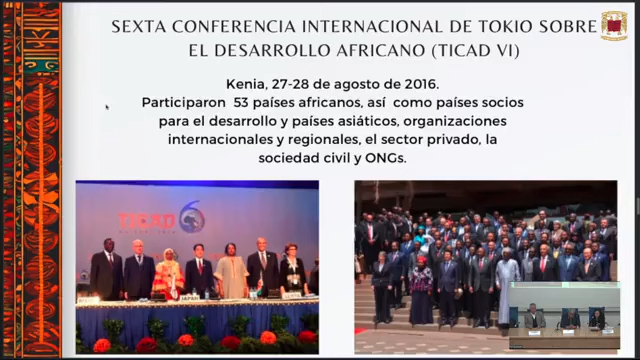 SEXTA CONFERENCIA INTERNACIONAL DE TOKIO SOBRE
EL DESARROLLO AFRICANO (TICAD VI)
Kenia, 27-28 de agosto de 2016.
Participaron 53 países africanos, así como países socios
para el desarrollo y países asiáticos, organizaciones
internacionales y regionales, el sector privado, la
sociedad civil y ONGs.
TICAD 6
JAPAN